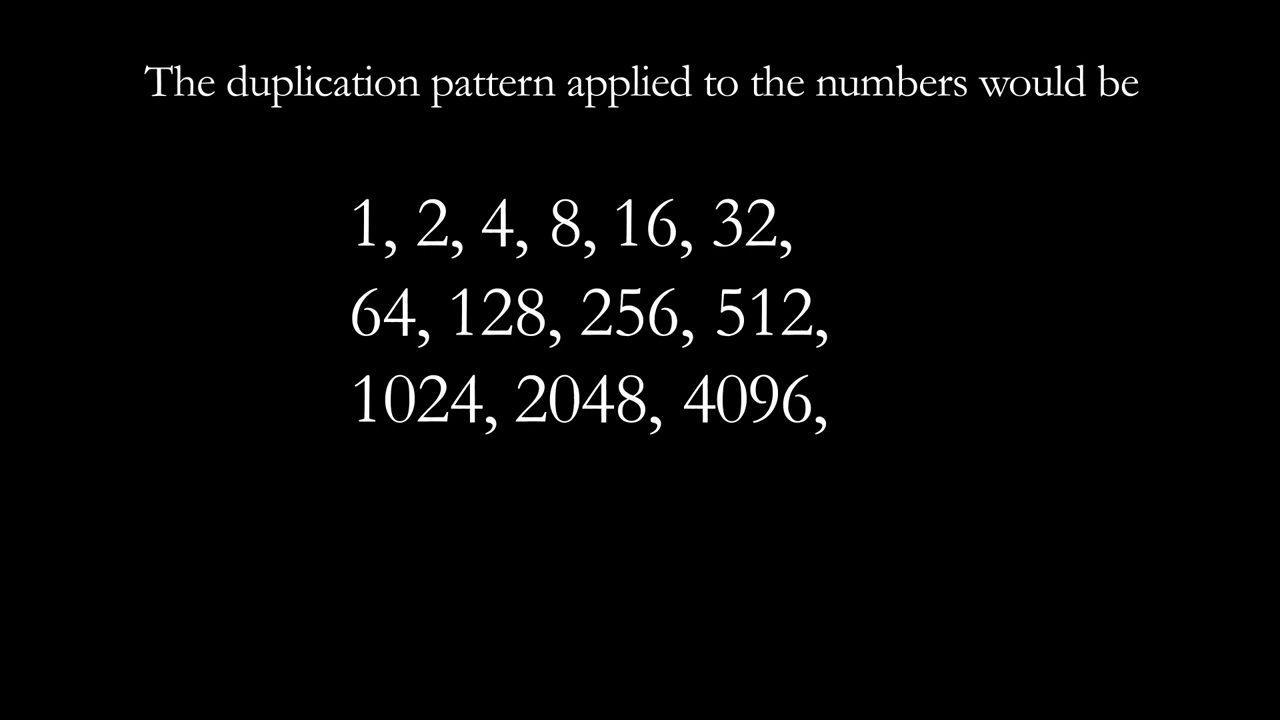 The duplication pattern applied to the numbers would be
1, 2, 4, 8, 16, 32,
64, 128, 256, 512,
1024, 2048, 4096,